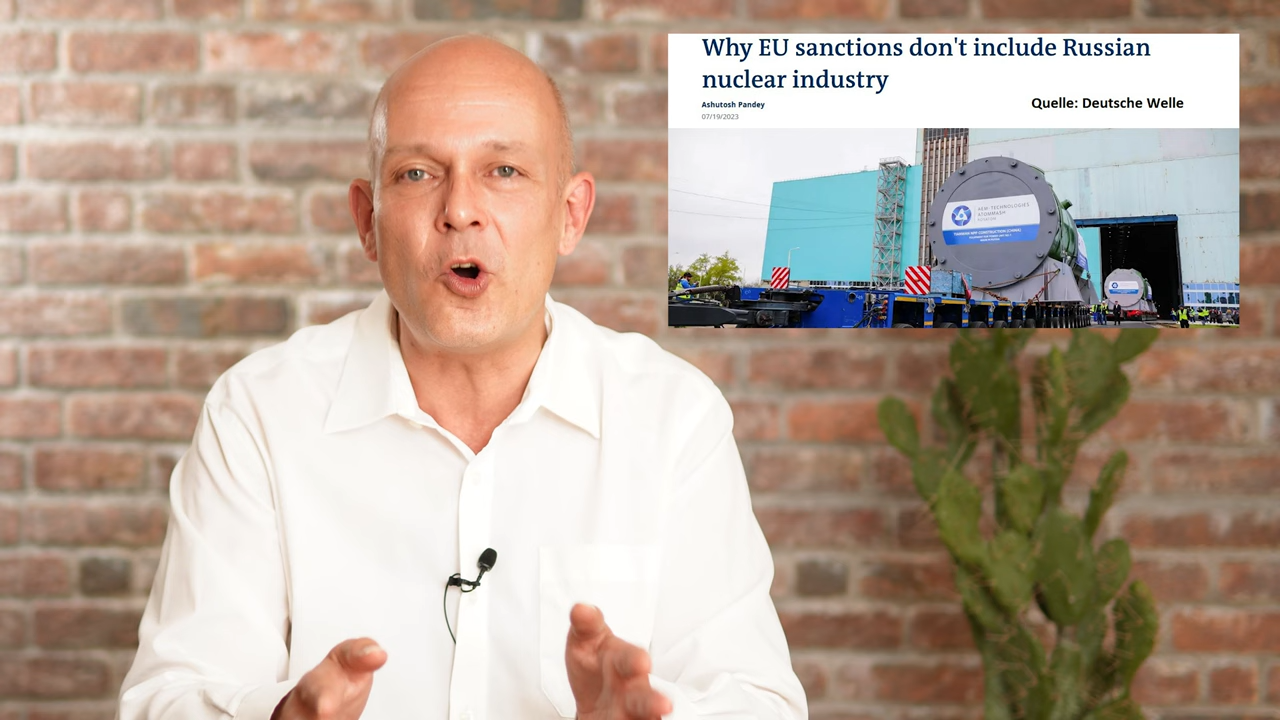 Why EU sanctions don't include Russian
nuclear industry
Ashutosh Pandey
07/19/2023
Quelle: Deutsche Welle
AEM-TECHNOLOGIES
ATOMMASH